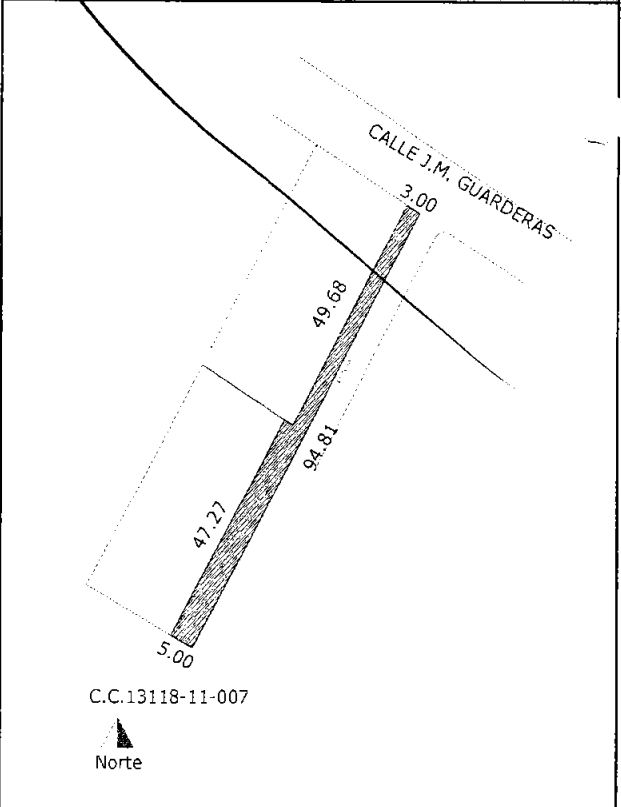 CALLE J.M. GUARDERAS
3.00
49.68
94.81
47.27
5.00
C.C.13118-11-007
Norte